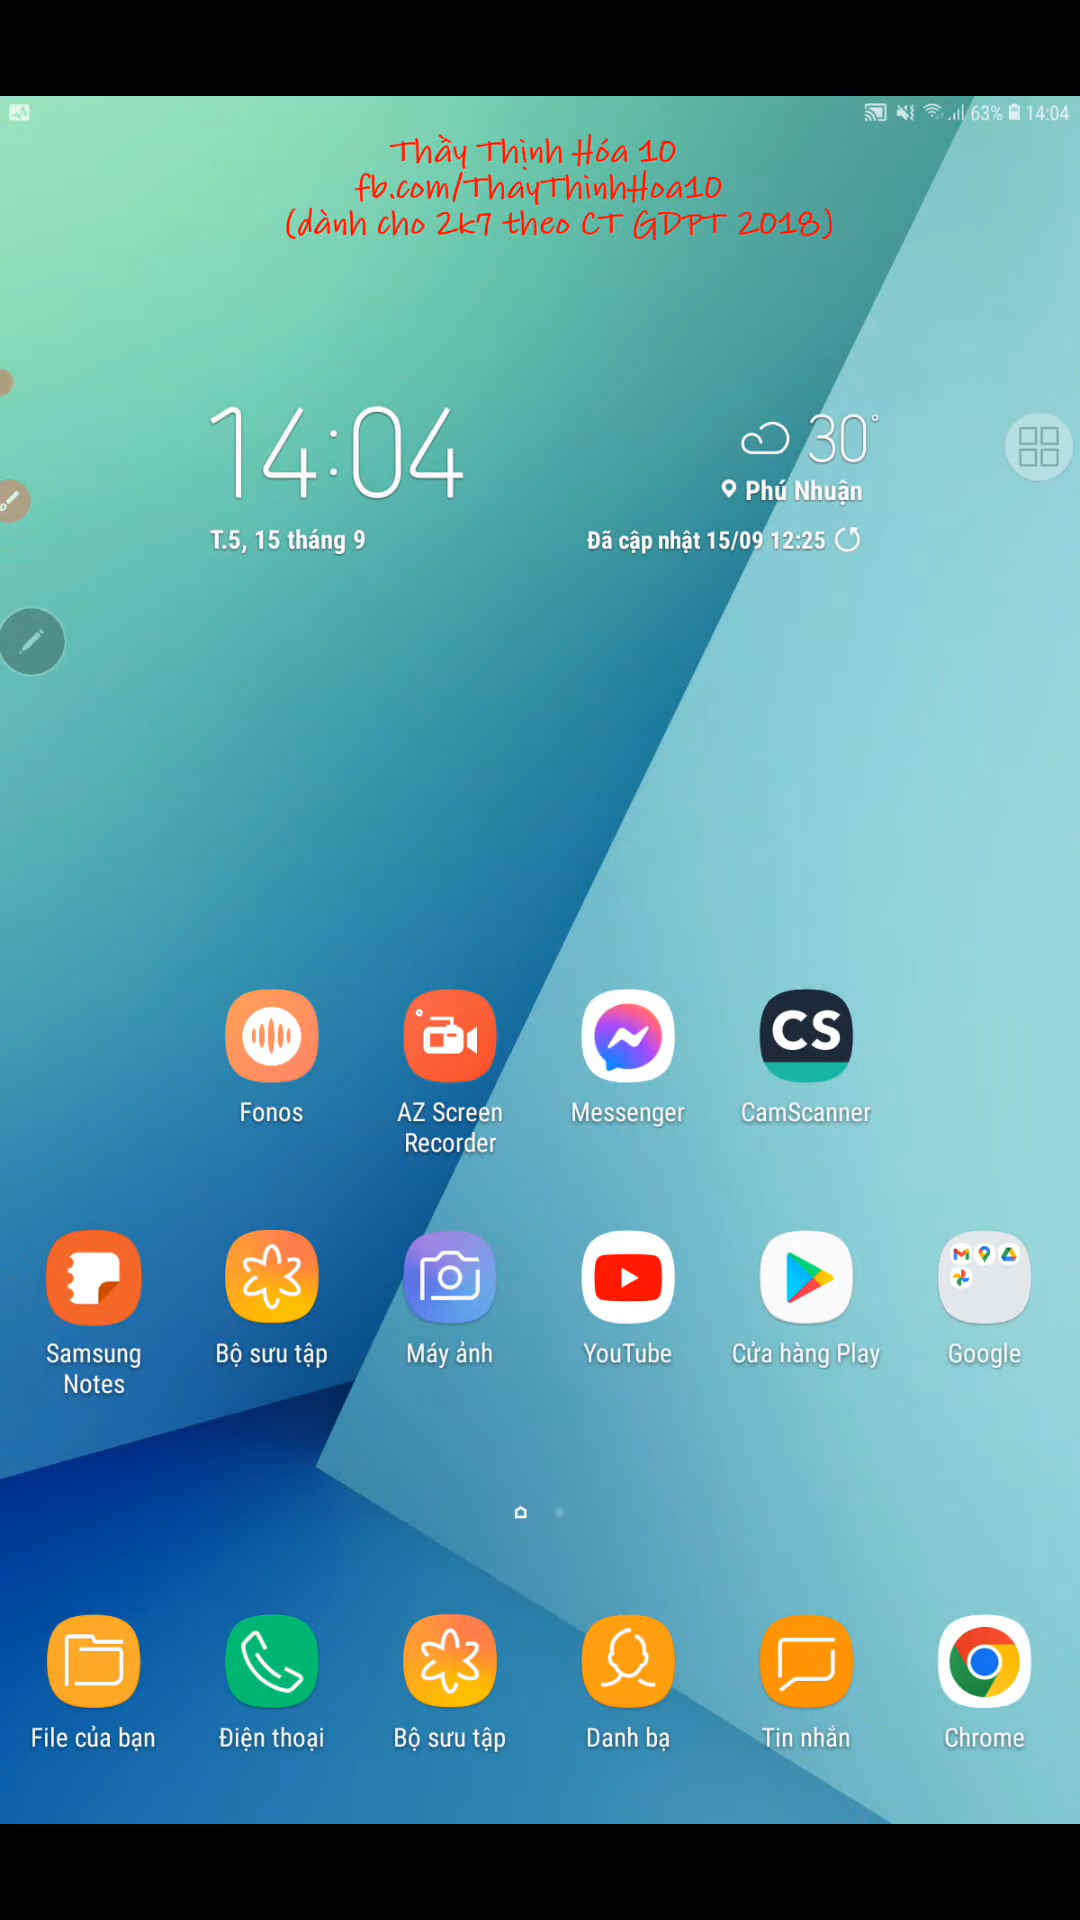 63% 14:04
Thầy Thịnh Hóa 10
fb.com/ThayThinhHoa10
(dành cho 2k7 theo CT GDPT 2018)
14:04
T.5, 15 tháng 9
30°
Phú Nhuận
Đã cập nhật 15/09 12:25
CS
Fonos
AZ Screen
Recorder
Messenger
CamScanner
Samsung
Notes
Bộ sưu tập
Máy ảnh
YouTube
Cửa hàng Play
Google
File của bạn
Điện thoại
Bộ sưu tập
Danh bạ
Tin nhắn
Chrome